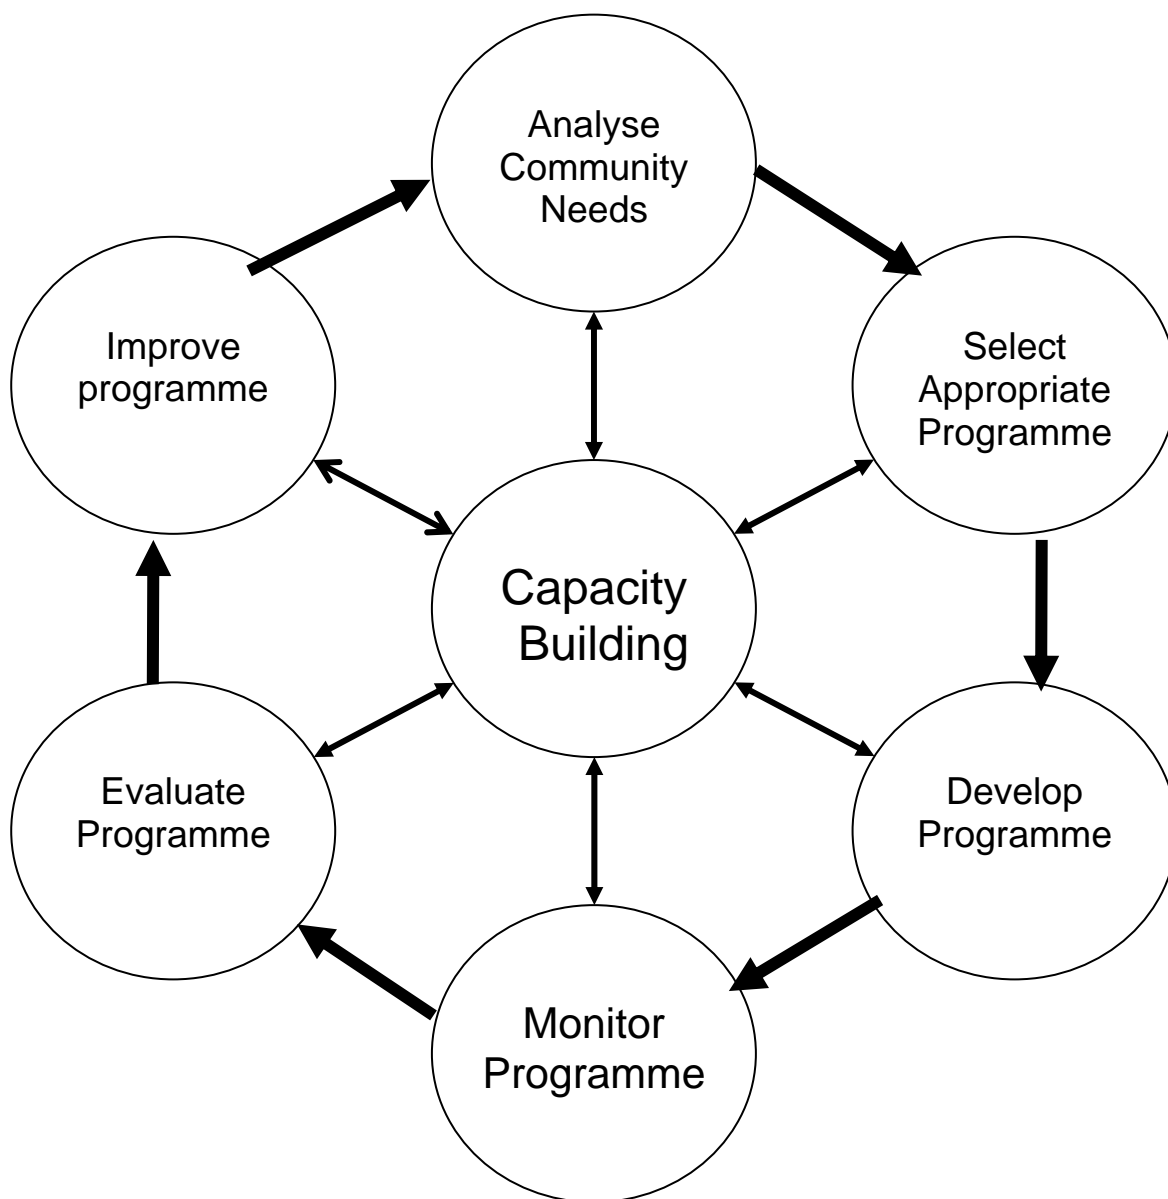 Analyse
Community
Needs
Select
Appropriate
Programme
Develop
Programme
Monitor
Programme
Evaluate
Programme
Improve
programme
Capacity
Building